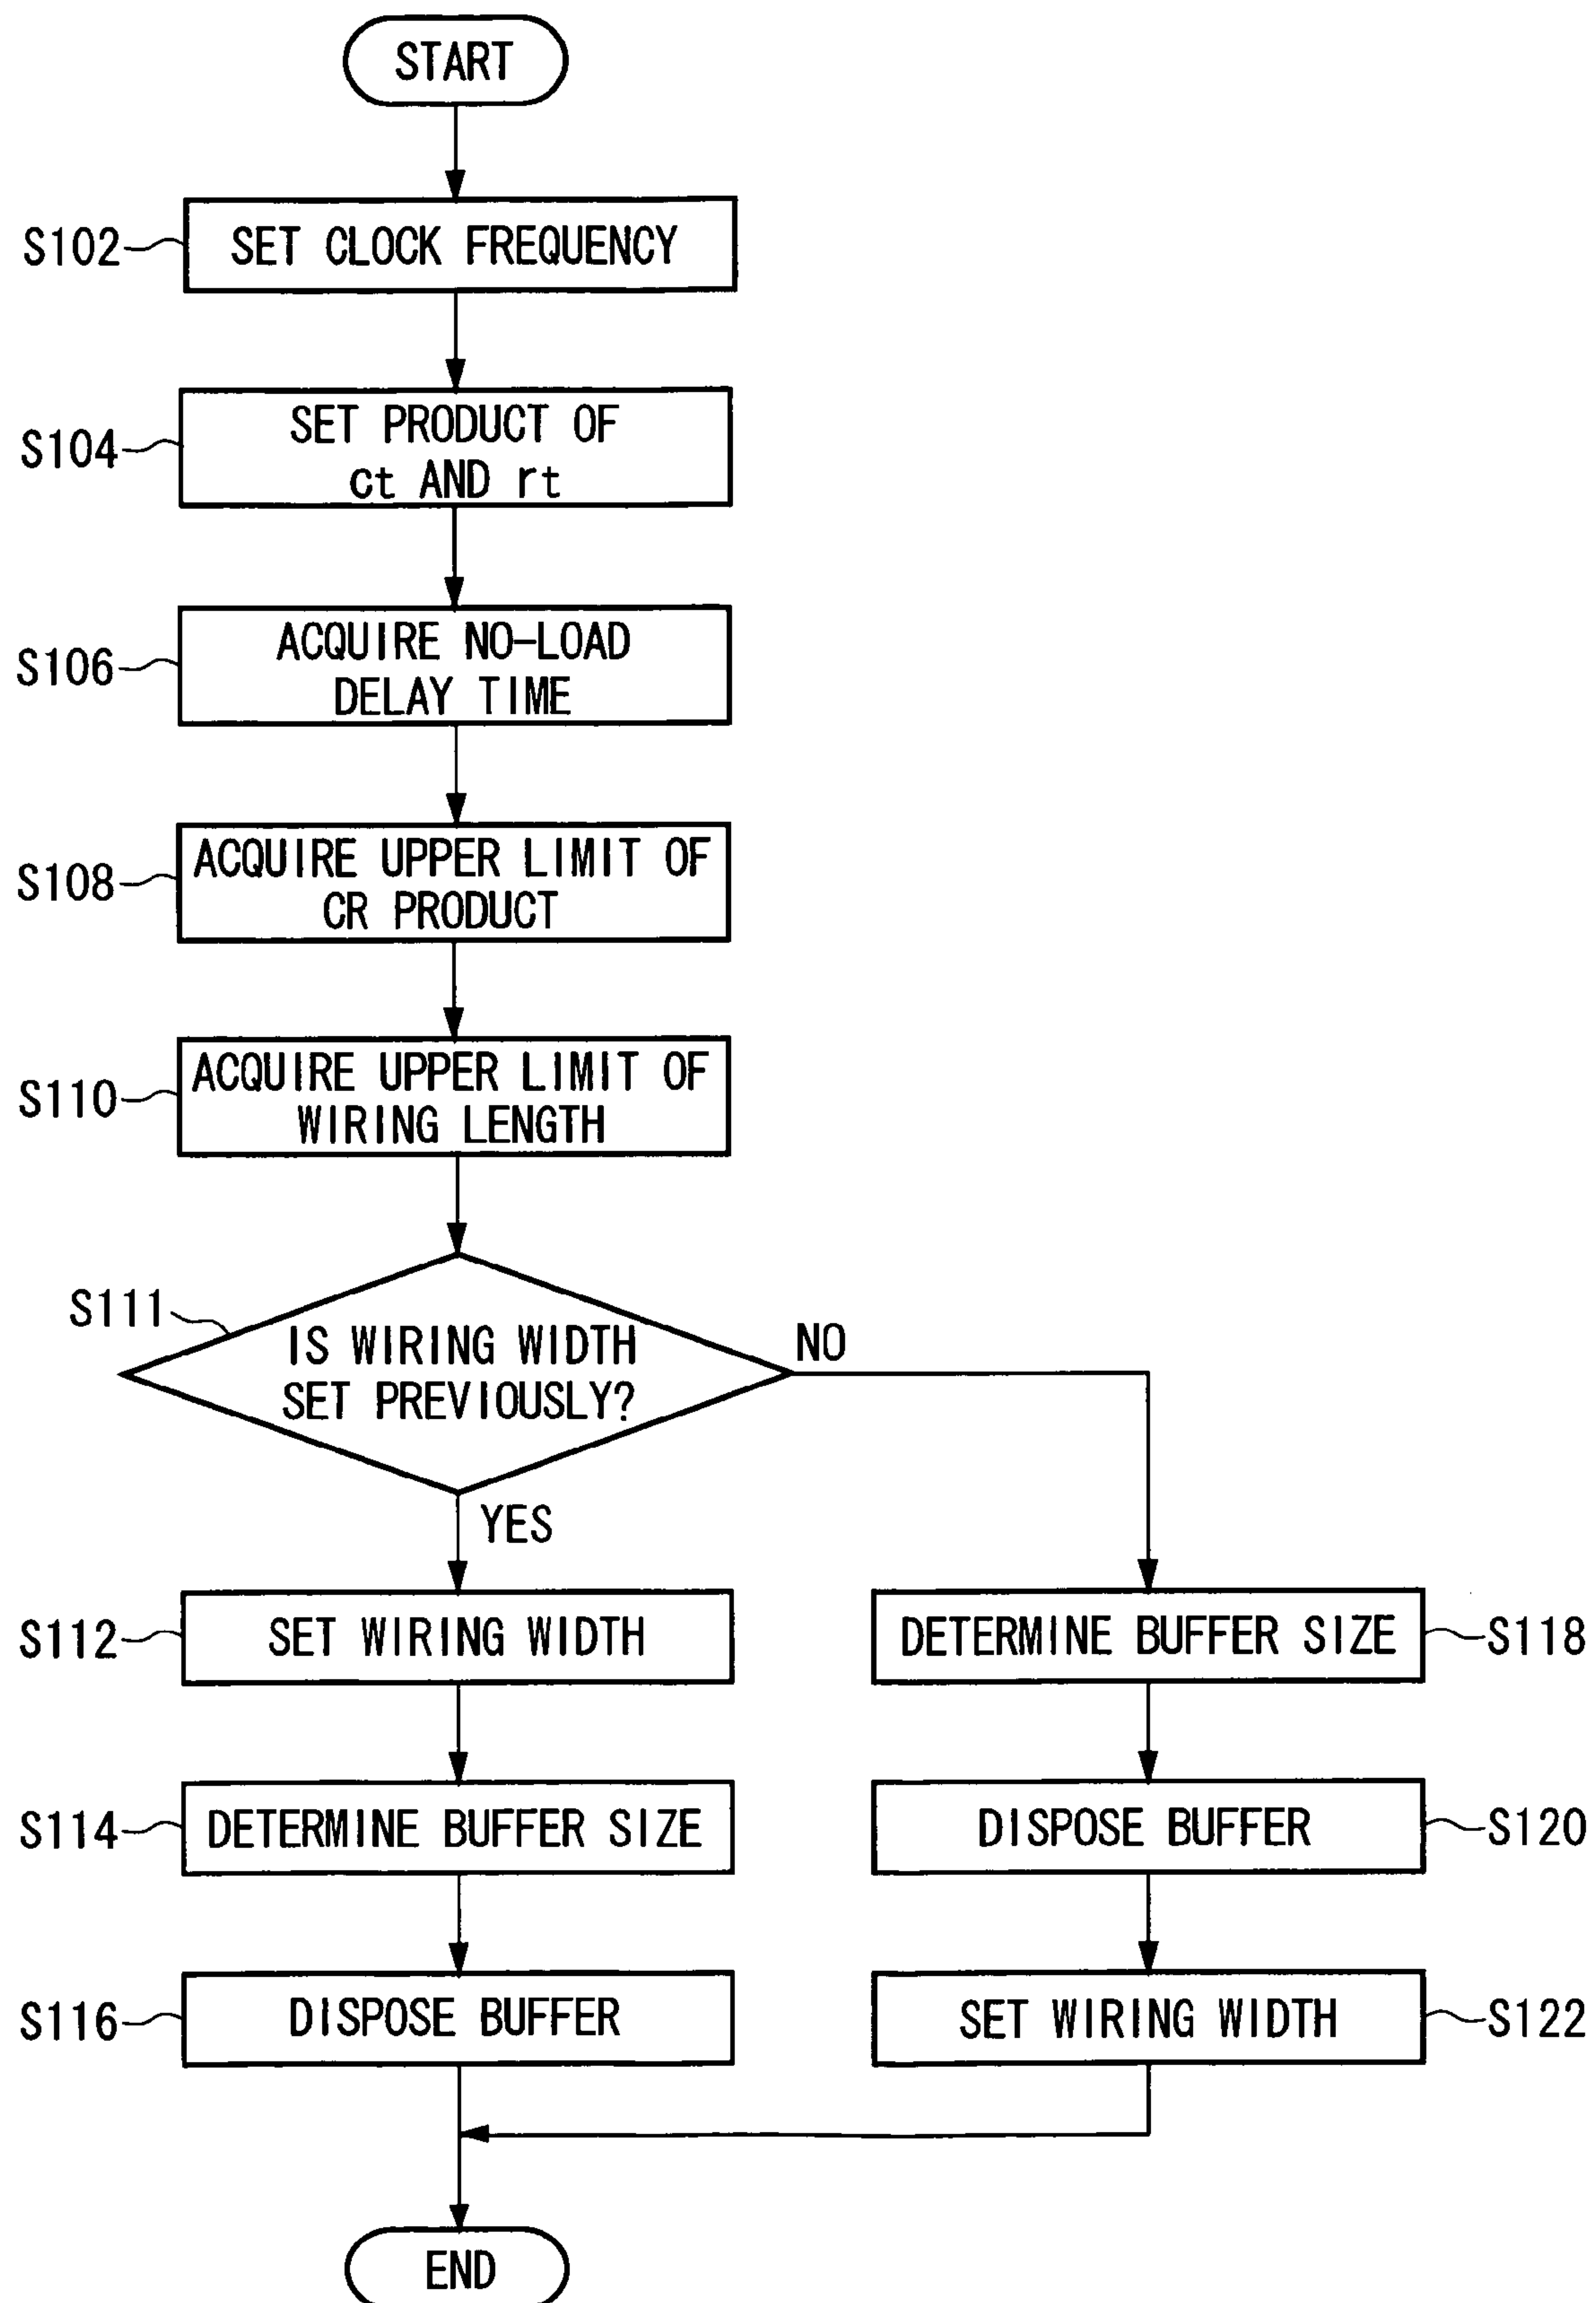 START
S102
SET CLOCK FREQUENCY
S104
SET PRODUCT OF
ct AND rt
S106
ACQUIRE NO-LOAD
DELAY TIME
S108
ACQUIRE UPPER LIMIT OF
CR PRODUCT
S110
ACQUIRE UPPER LIMIT OF
WIRING LENGTH
S111
IS WIRING WIDTH
SET PREVIOUSLY?
NO
YES
S112
SET WIRING WIDTH
S114
DETERMINE BUFFER SIZE
S116
DISPOSE BUFFER
DETERMINE BUFFER SIZE
S118
DISPOSE BUFFER
S120
SET WIRING WIDTH
S122
END